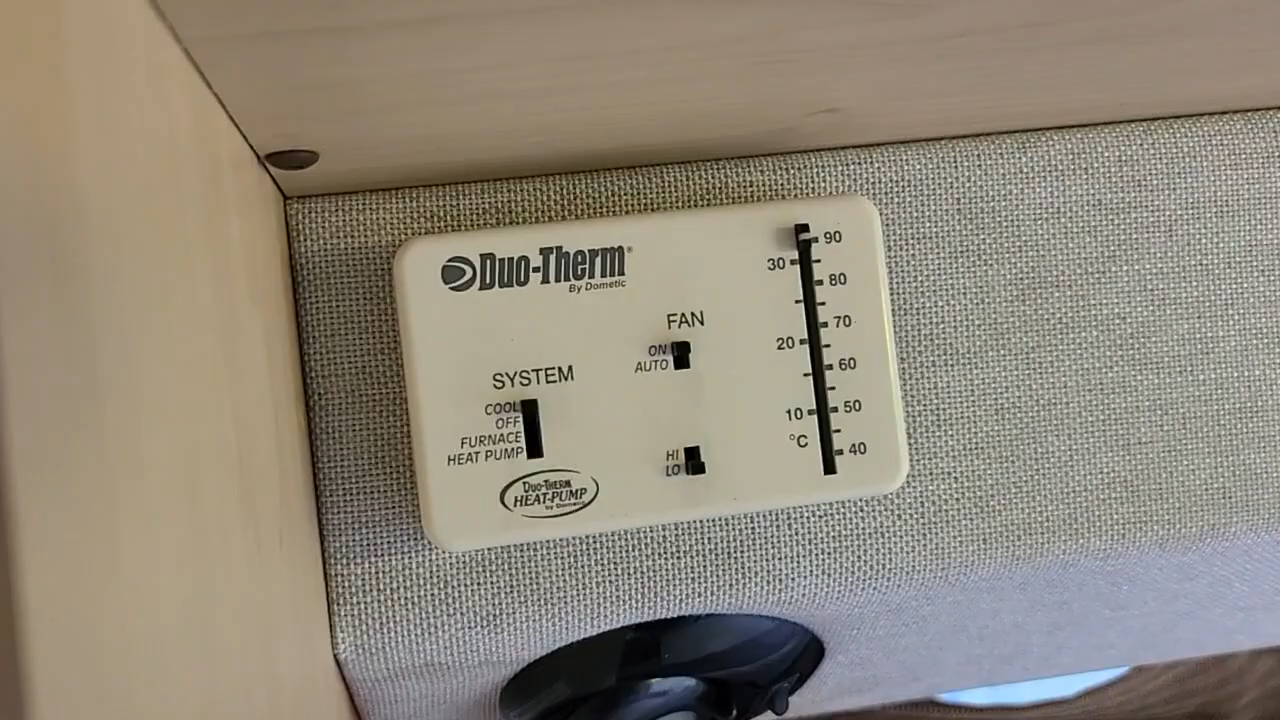 Duo-Therm®
By Dometic
SYSTEM
COOL
OFF
FURNACE
HEAT PUMP
DUO-THERM
HEAT-PUMP
by Dometic
FAN
ON
AUTO
HI
LO
90
30
80
70
20
60
10
50
°C
40